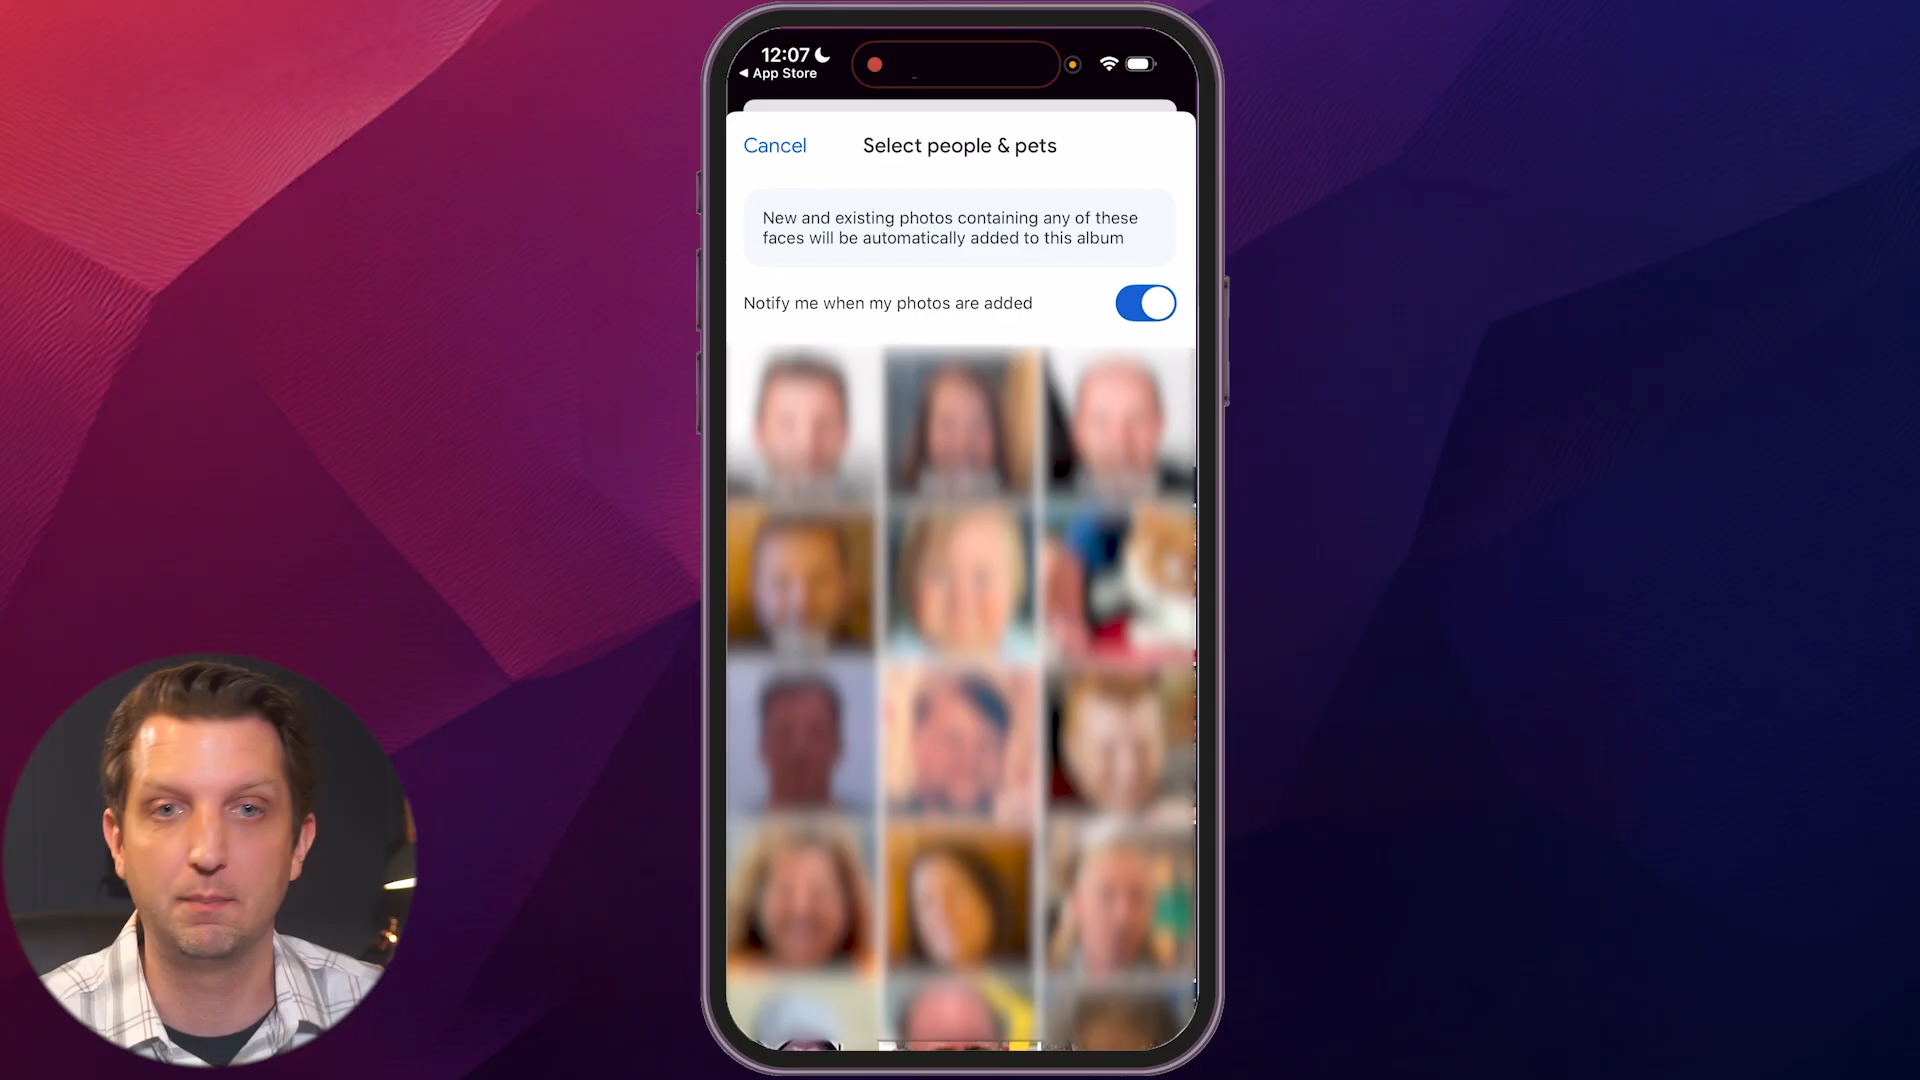 12:07
◀ App Store
Cancel
Select people & pets
New and existing photos containing any of these
faces will be automatically added to this album
Notify me when my photos are added